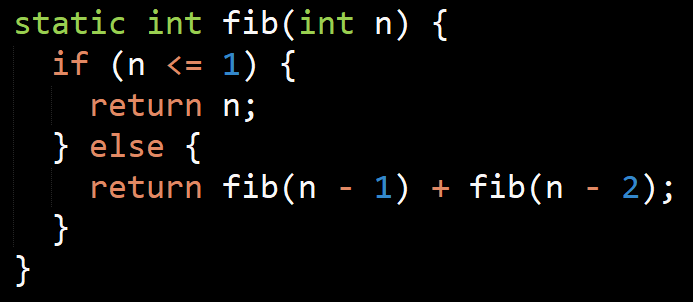 static int fib(int n) {
  if (n <= 1) {
    return n;
  } else {
    return fib(n - 1) + fib(n - 2);
  }
}